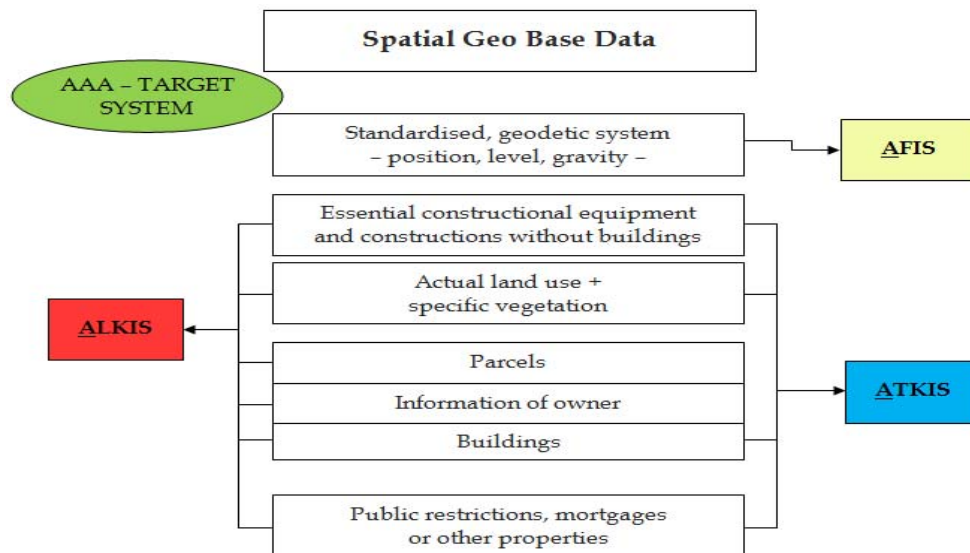 Spatial Geo Base Data
AAA – TARGET
SYSTEM
Standardised, geodetic system
– position, level, gravity –
AFIS
Essential constructional equipment
and constructions without buildings
Actual land use +
specific vegetation
ALKIS
Parcels
Information of owner
ATKIS
Buildings
Public restrictions, mortgages
or other properties